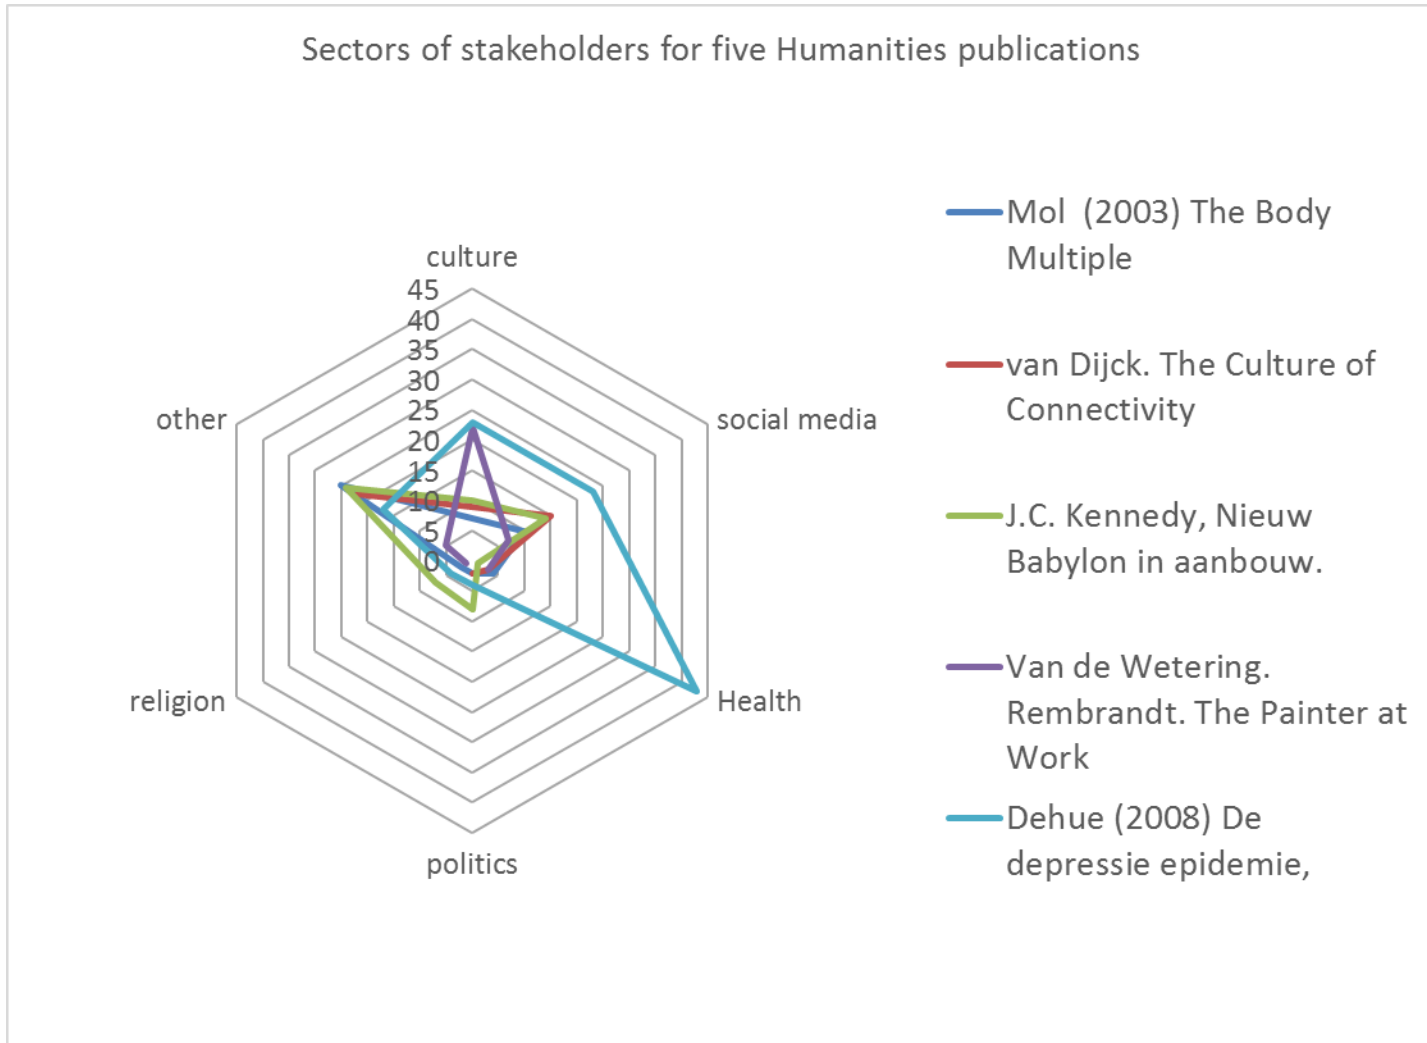 Sectors of stakeholders for five Humanities publications
culture
45
40
35
30
25
20
15
10
5
0
other
social media
religion
Health
politics
Mol  (2003) The Body
Multiple
van Dijck. The Culture of
Connectivity
J.C. Kennedy, Nieuw
Babylon in aanbouw.
Van de Wetering.
Rembrandt. The Painter at
Work
Dehue (2008) De
depressie epidemie,